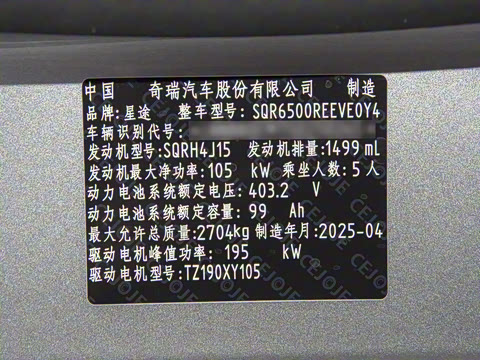 中国 奇瑞汽车股份有限公司 制造
品牌:星途 整车型号:SQR6500REEVE0Y4
车辆识别代号:
发动机型号:SQRH4J15 发动机排量:1499 mL
发动机最大净功率:105 kW 乘坐人数:5 人
动力电池系统额定电压:403.2 V
动力电池系统额定容量:99 Ah
最大允许总质量:2704kg 制造年月:2025-04
驱动电机峰值功率:195 kW
驱动电机型号:TZ190XY105